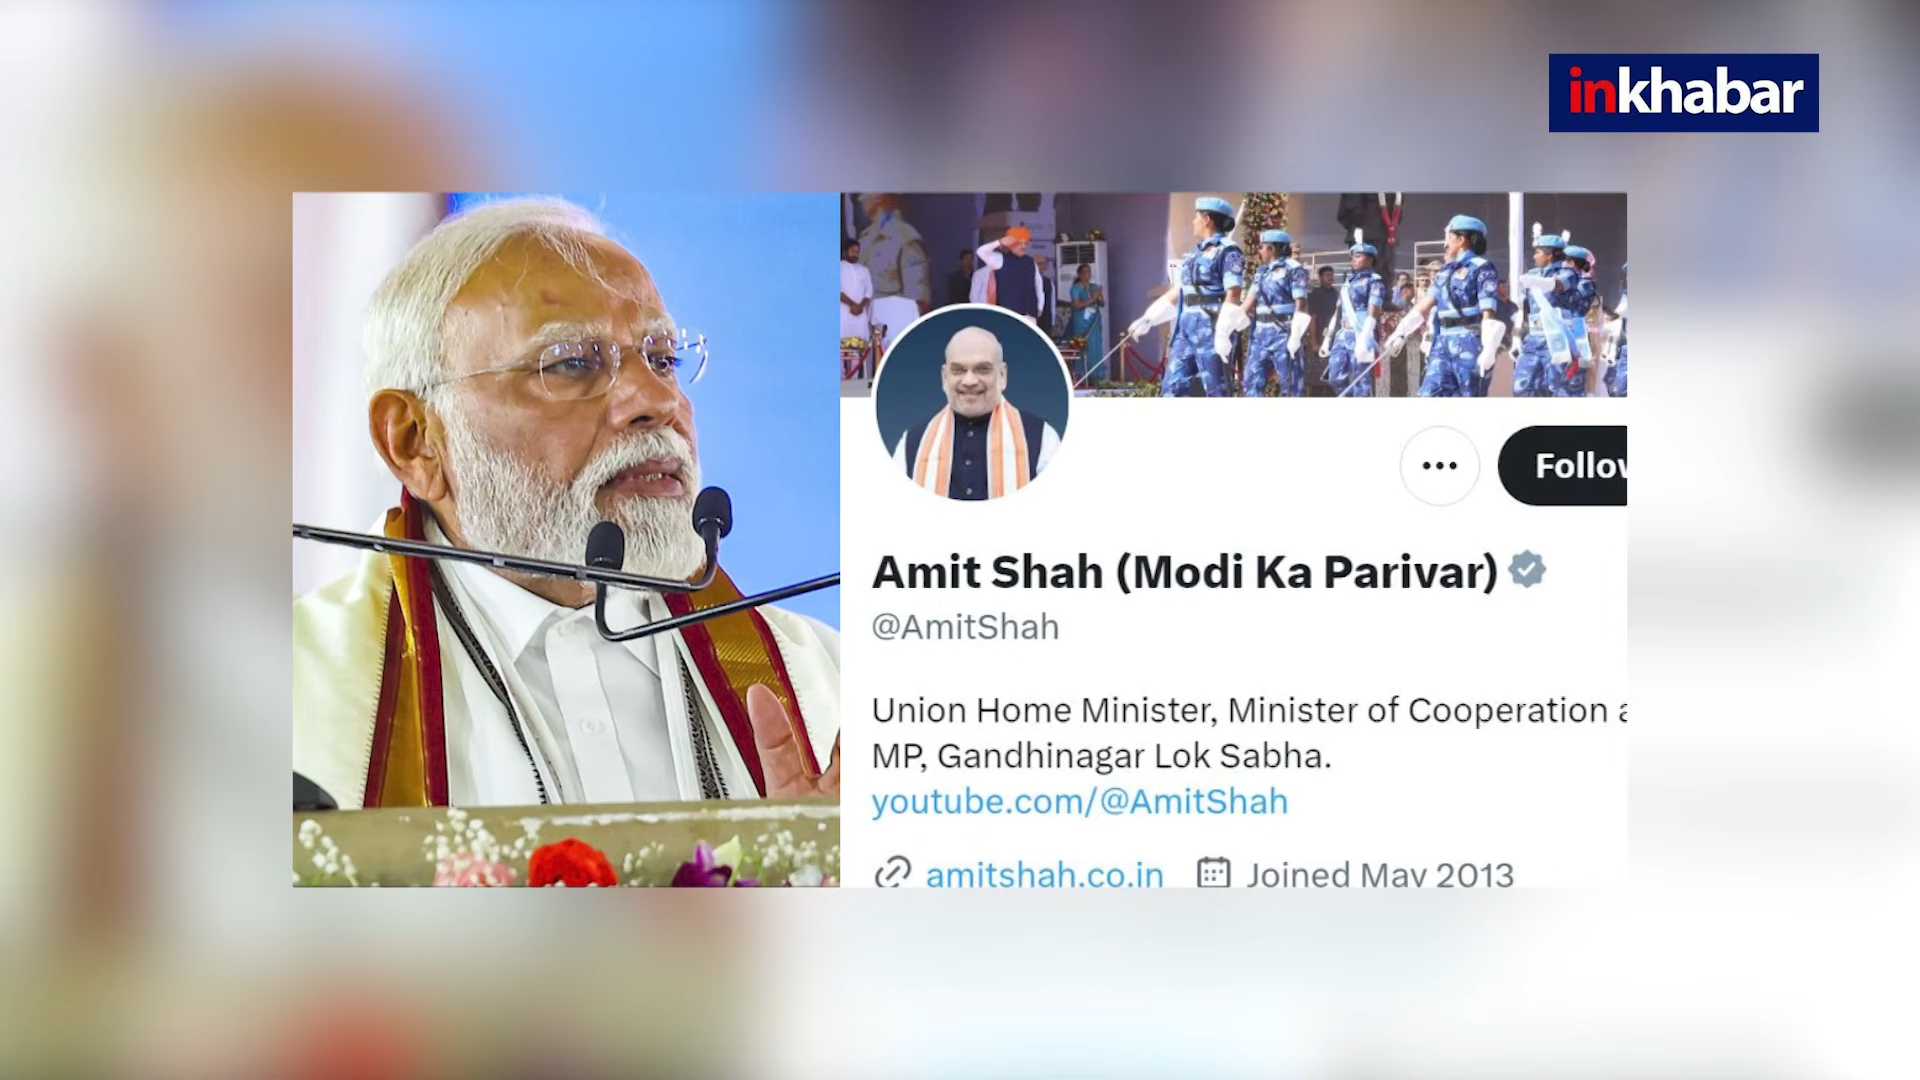 inkhabar
Follow
Amit Shah (Modi Ka Parivar)
@AmitShah
Union Home Minister, Minister of Cooperation a
MP, Gandhinagar Lok Sabha.
youtube.com/@AmitShah
amitshah.co.in Joined May 2013